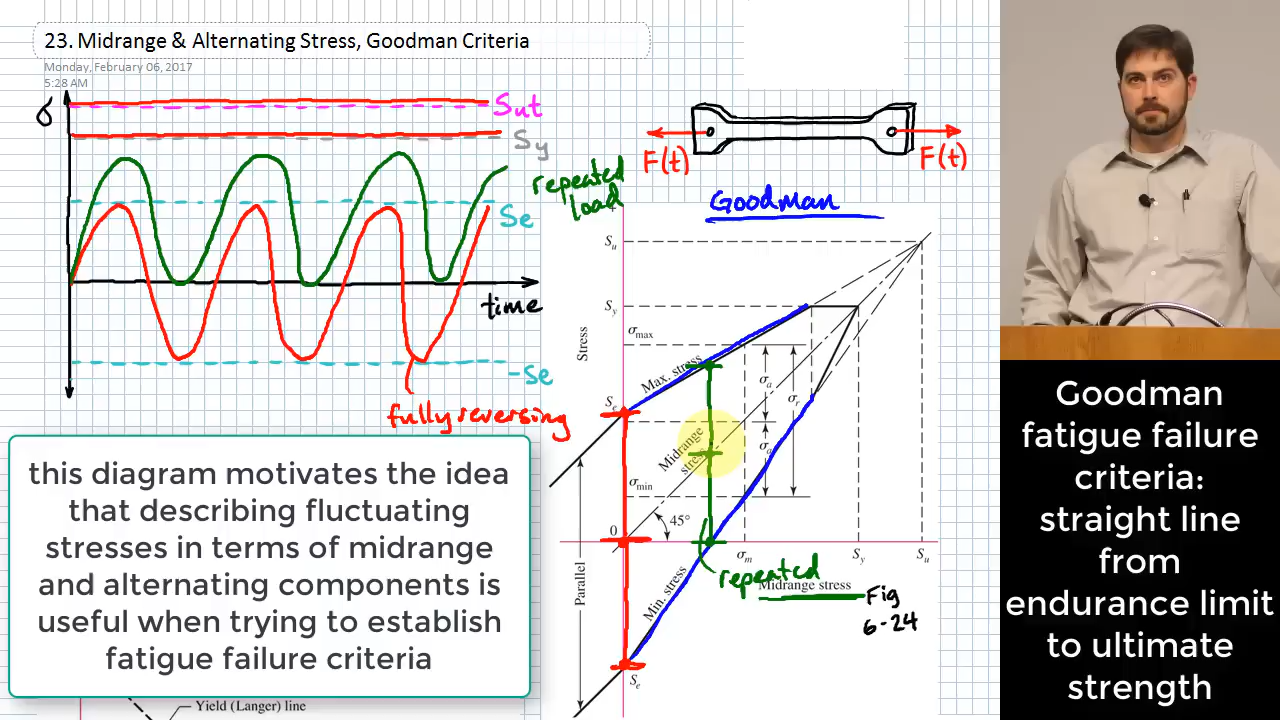 23. Midrange & Alternating Stress, Goodman Criteria
Monday, February 06, 2017
5:28 AM
σ
Sut
Sy
Se
-Se
time
repeated
load
fully reversing
F(t)
F(t)
Goodman
Su
Sy
σmax
Se
σmin
0
Se
Stress
Parallel
Max. stress
Midrange
stress
Min. stress
σa
σa
σr
45°
σm
Sy
Su
Midrange stress
repeated
Fig
6-24
this diagram motivates the idea
that describing fluctuating
stresses in terms of midrange
and alternating components is
useful when trying to establish
fatigue failure criteria
Yield (Langer) line
Goodman
fatigue failure
criteria:
straight line
from
endurance limit
to ultimate
strength